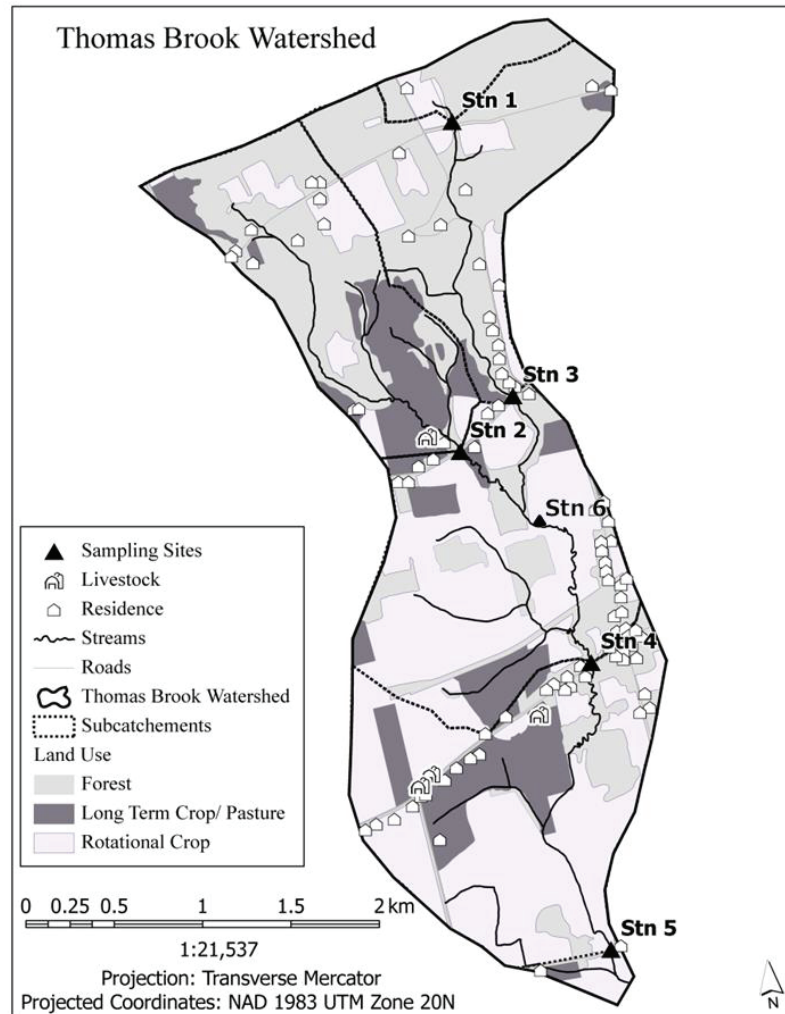 Thomas Brook Watershed
Stn 1
Stn 3
Stn 2
Stn 6
Stn 4
Sampling Sites
Livestock
Residence
Streams
Roads
Thomas Brook Watershed
Subcatchements
Land Use
Forest
Long Term Crop/ Pasture
Rotational Crop
0 0.25 0.5 1 1.5 2 km
Stn 5
1:21,537
Projection: Transverse Mercator
Projected Coordinates: NAD 1983 UTM Zone 20N
N